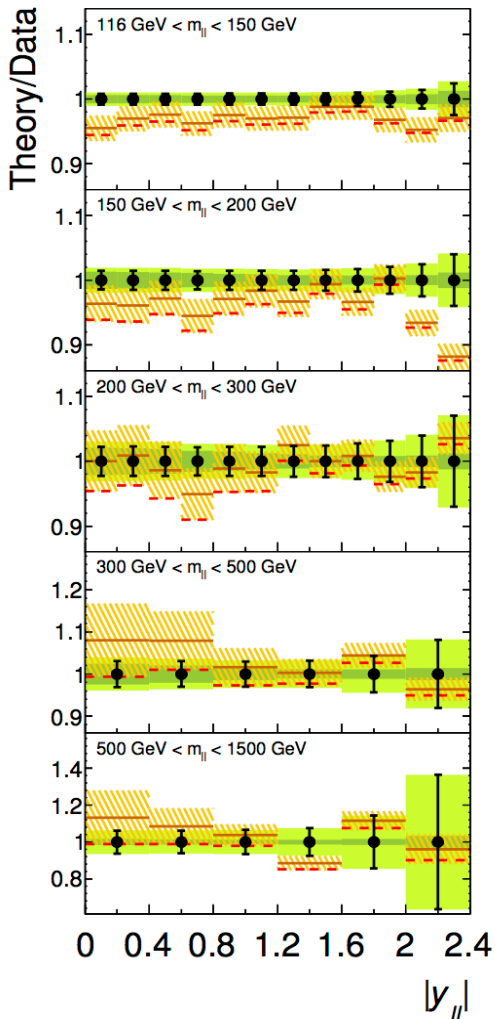 Theory/Data
116 GeV < m_ll < 150 GeV
1.1
1
0.9
150 GeV < m_ll < 200 GeV
1.1
1
0.9
200 GeV < m_ll < 300 GeV
1.1
1
0.9
300 GeV < m_ll < 500 GeV
1.2
1.1
1
0.9
500 GeV < m_ll < 1500 GeV
1.4
1.2
1
0.8
0 0.4 0.8 1.2 1.6 2 2.4
|y_ll|